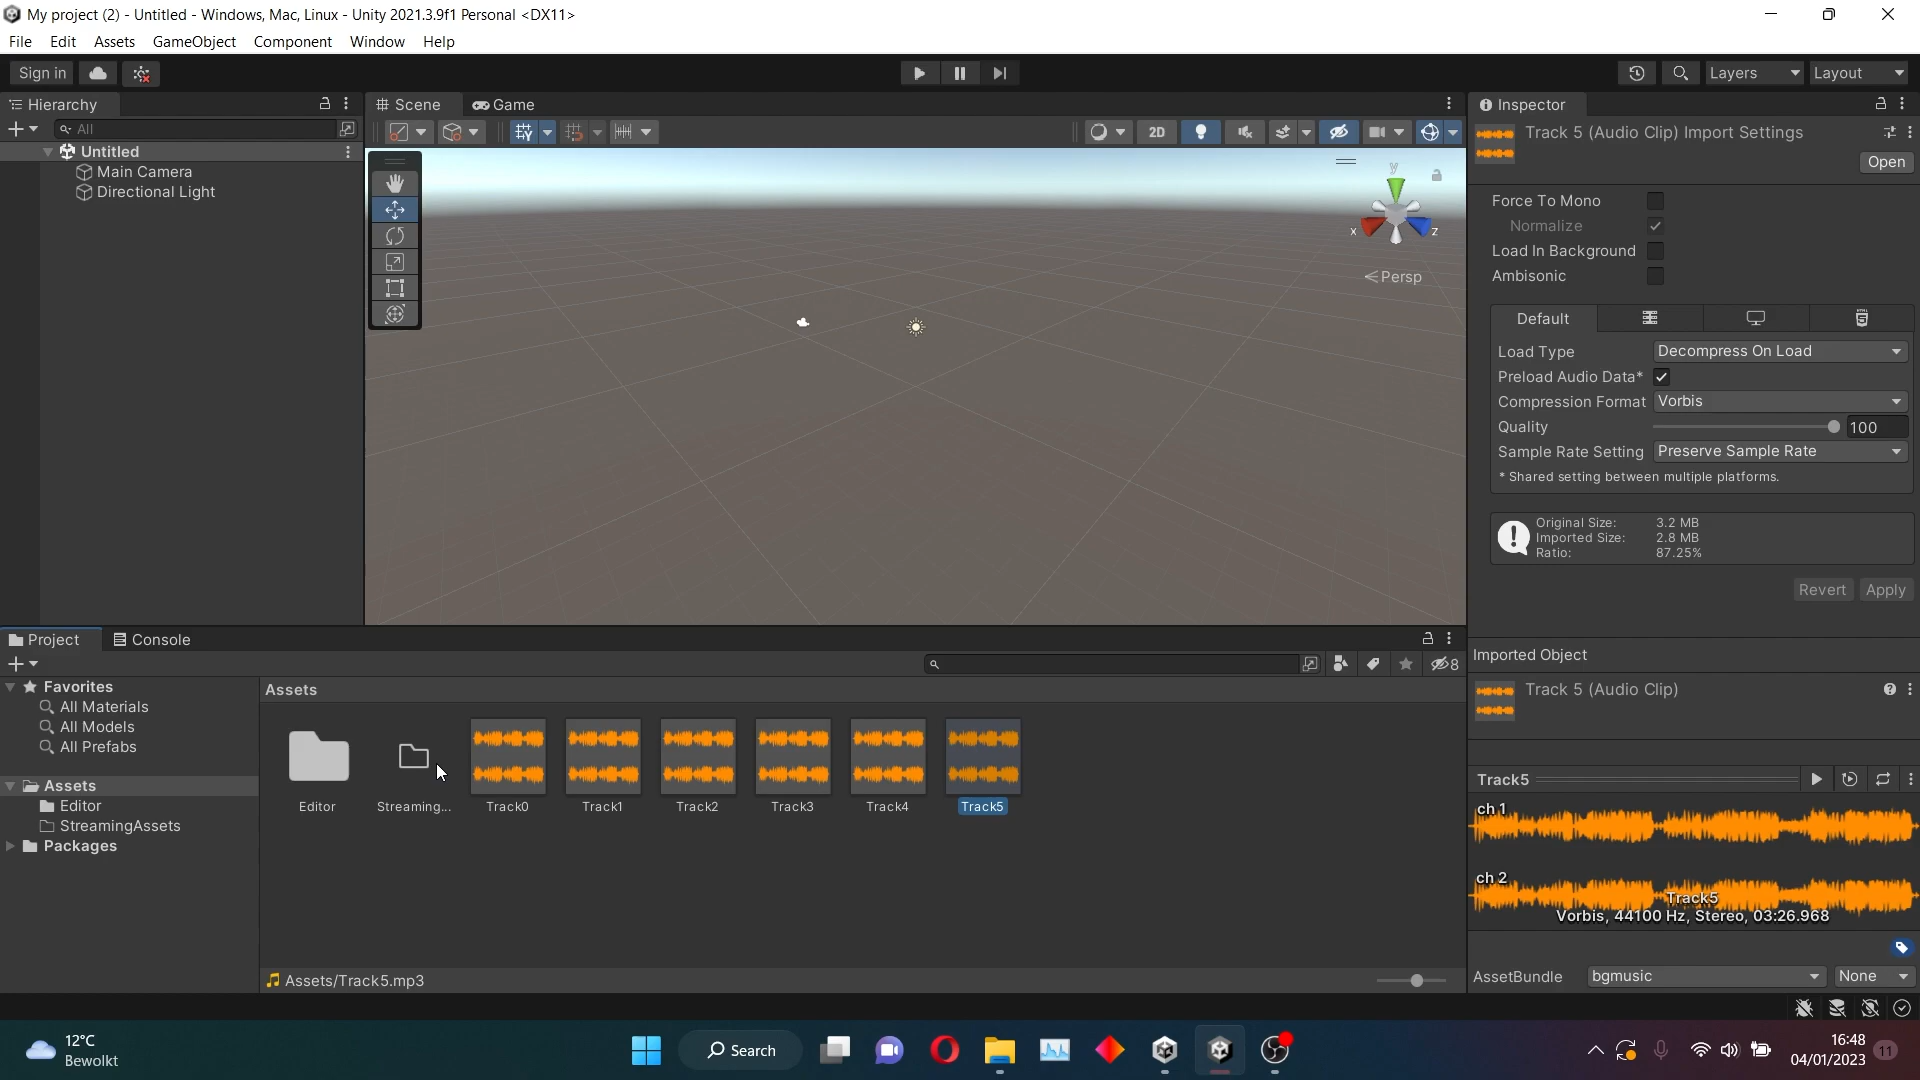 My project (2) - Untitled - Windows, Mac, Linux - Unity 2021.3.9f1 Personal <DX11>
File Edit Assets GameObject Component Window Help
Sign in Layers Layout
Hierarchy
All
Untitled
Main Camera
Directional Light
Scene Game
2D
y
x
z
Persp
Inspector
Track 5 (Audio Clip) Import Settings
Open
Force To Mono
Normalize
Load In Background
Ambisonic
Default
Load Type Decompress On Load
Preload Audio Data*
Compression Format Vorbis
Quality 100
Sample Rate Setting Preserve Sample Rate
* Shared setting between multiple platforms.
Original Size: 3.2 MB
Imported Size: 2.8 MB
Ratio: 87.25%
Revert Apply
Imported Object
Track 5 (Audio Clip)
Track5
ch 1
ch 2
Track5
Vorbis, 44100 Hz, Stereo, 03:26.968
AssetBundle bgmusic None
Project Console
8
Favorites
All Materials
All Models
All Prefabs
Assets
Editor
StreamingAssets
Packages
Assets
Editor Streaming... Track0 Track1 Track2 Track3 Track4 Track5
Assets/Track5.mp3
12°C
Bewolkt
Search
16:48
04/01/2023
11